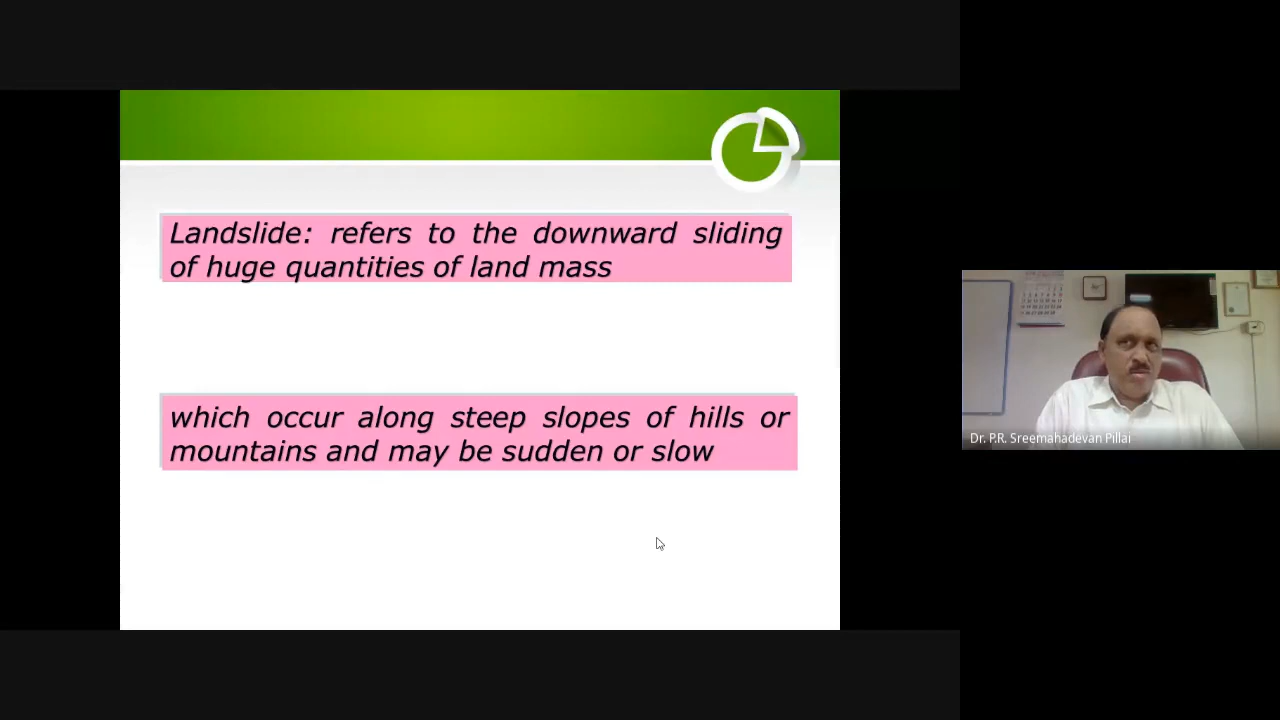 Landslide: refers to the downward sliding
of huge quantities of land mass
which occur along steep slopes of hills or
mountains and may be sudden or slow
Dr. P.R. Sreemahadevan Pillai